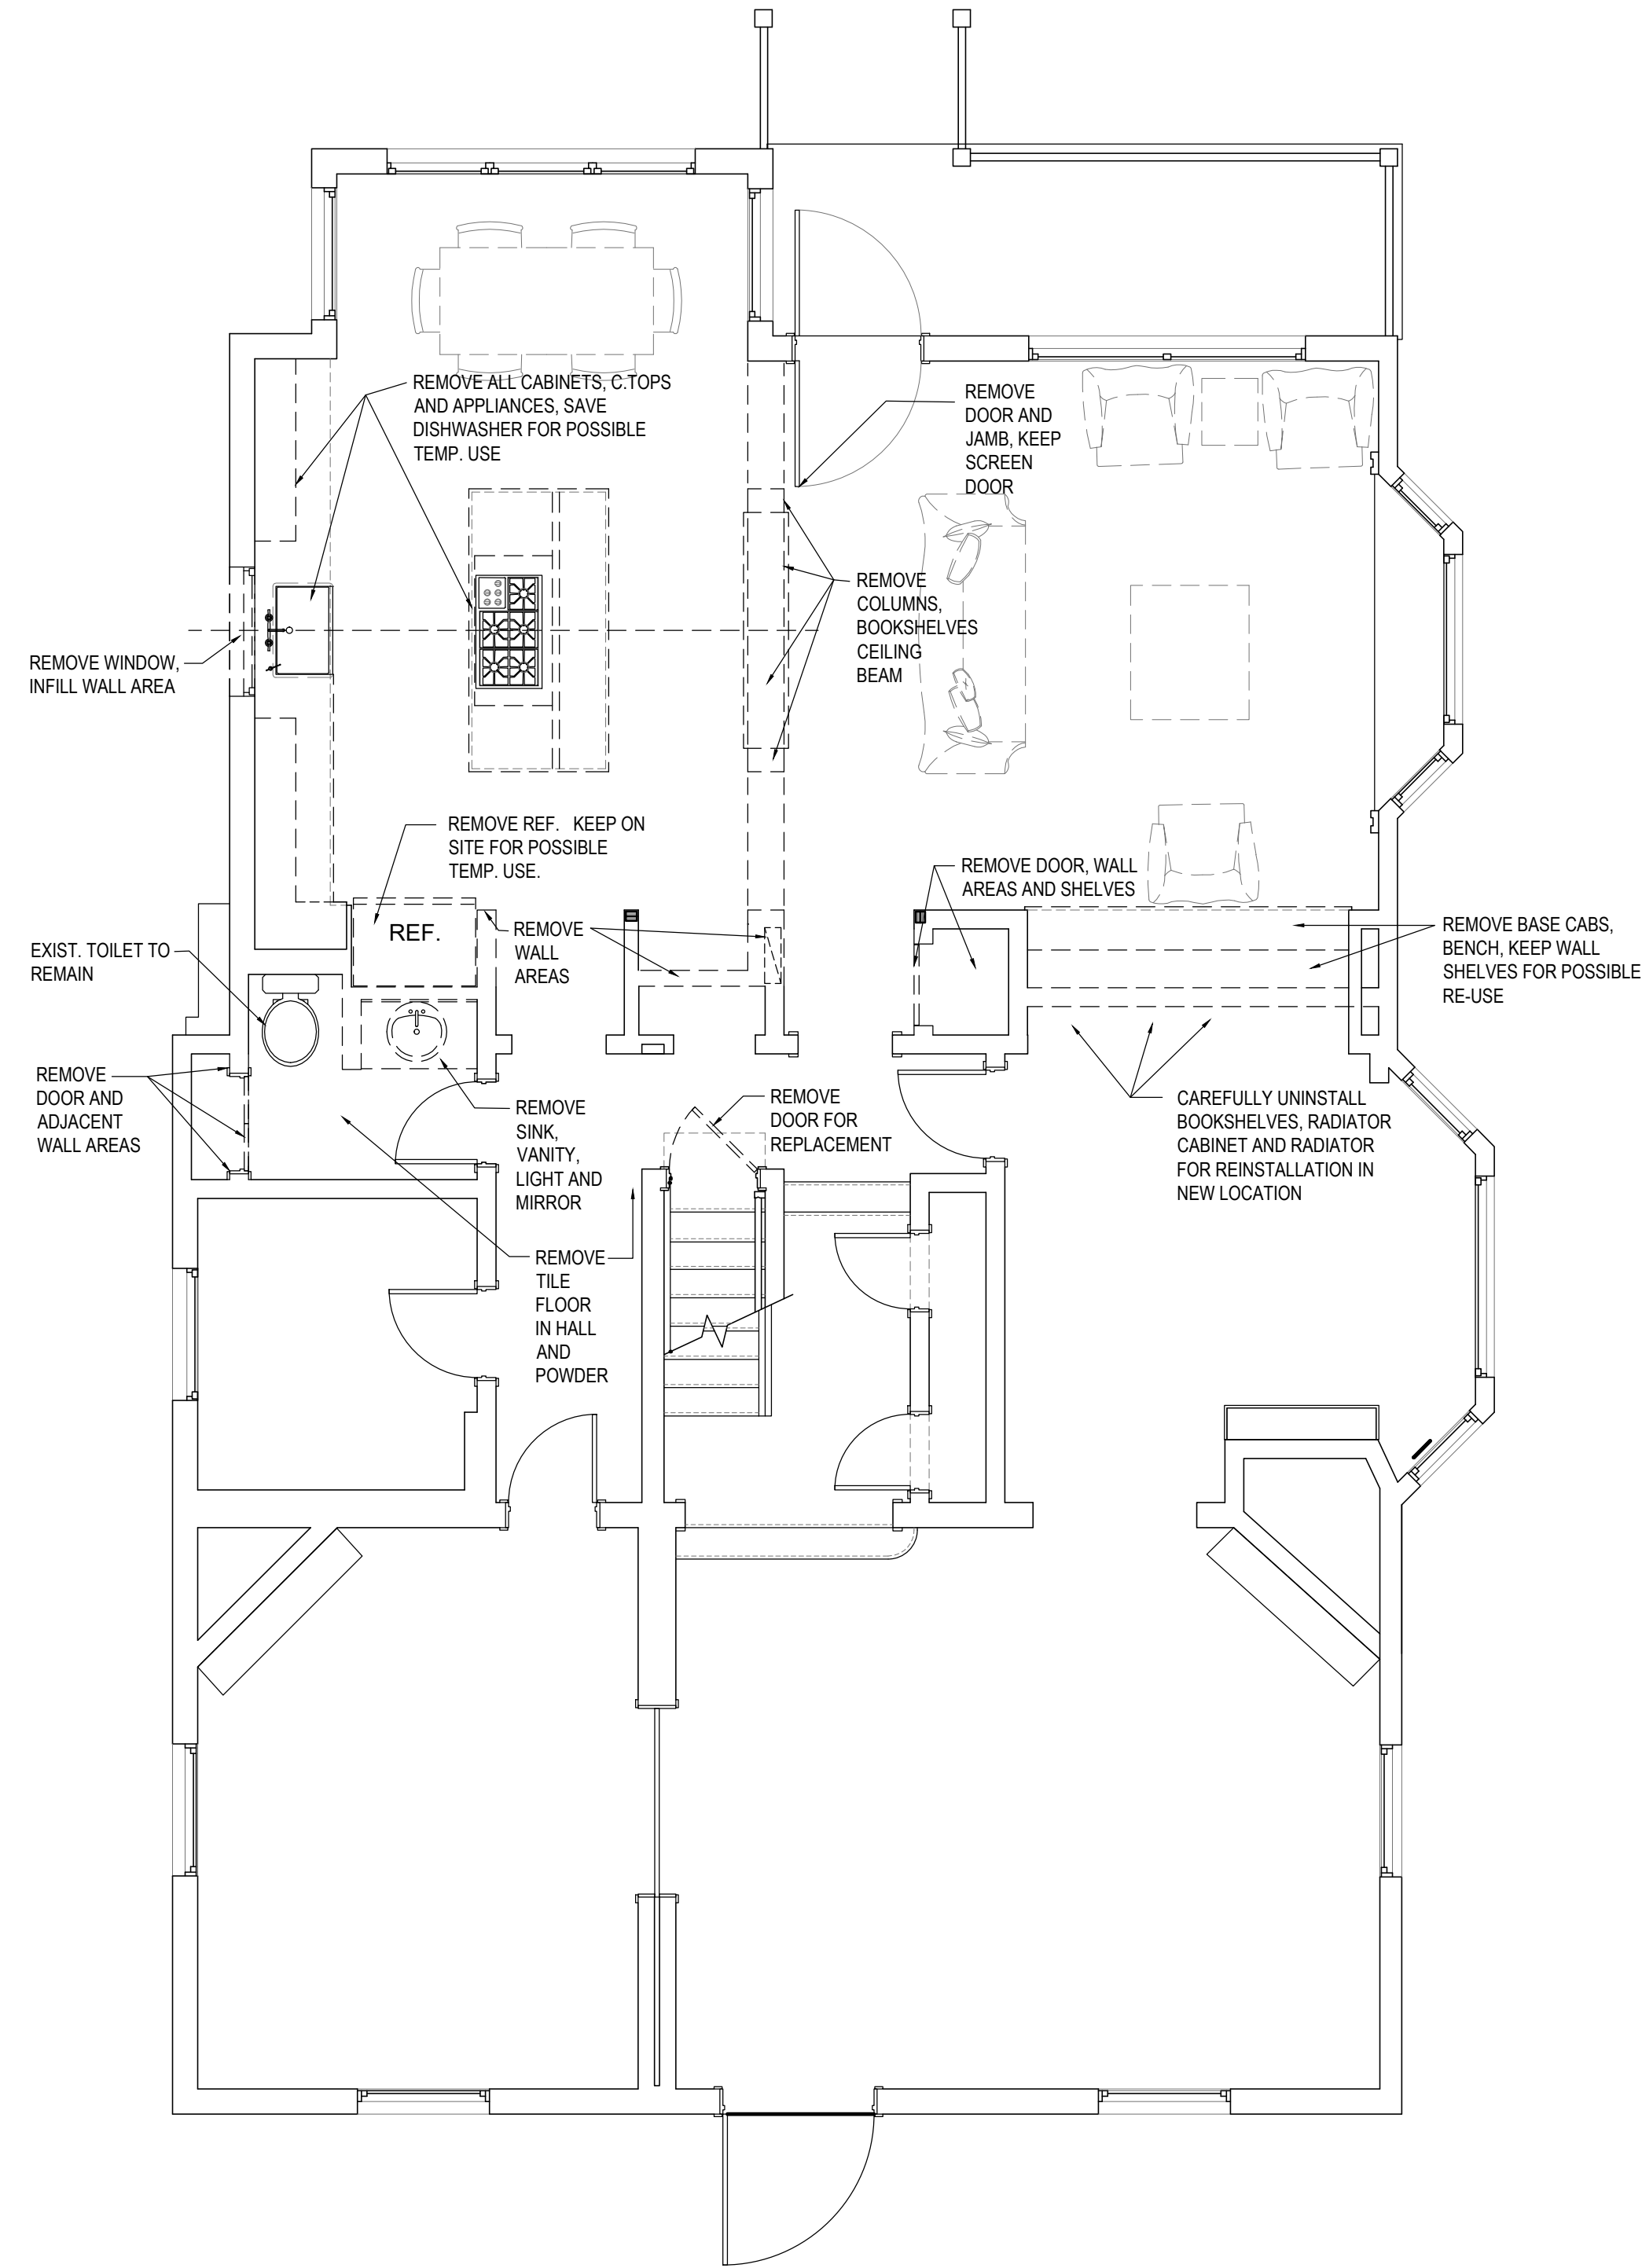 REMOVE ALL CABINETS, C.TOPS
AND APPLIANCES, SAVE
DISHWASHER FOR POSSIBLE
TEMP. USE
REMOVE
DOOR AND
JAMB, KEEP
SCREEN
DOOR
REMOVE
COLUMNS,
BOOKSHELVES
CEILING
BEAM
REMOVE WINDOW,
INFILL WALL AREA
REMOVE REF. KEEP ON
SITE FOR POSSIBLE
TEMP. USE.
REMOVE DOOR, WALL
AREAS AND SHELVES
REF.
REMOVE
WALL
AREAS
REMOVE BASE CABS,
BENCH, KEEP WALL
SHELVES FOR POSSIBLE
RE-USE
EXIST. TOILET TO
REMAIN
REMOVE
DOOR AND
ADJACENT
WALL AREAS
REMOVE
SINK,
VANITY,
LIGHT AND
MIRROR
REMOVE
DOOR FOR
REPLACEMENT
CAREFULLY UNINSTALL
BOOKSHELVES, RADIATOR
CABINET AND RADIATOR
FOR REINSTALLATION IN
NEW LOCATION
REMOVE
TILE
FLOOR
IN HALL
AND
POWDER